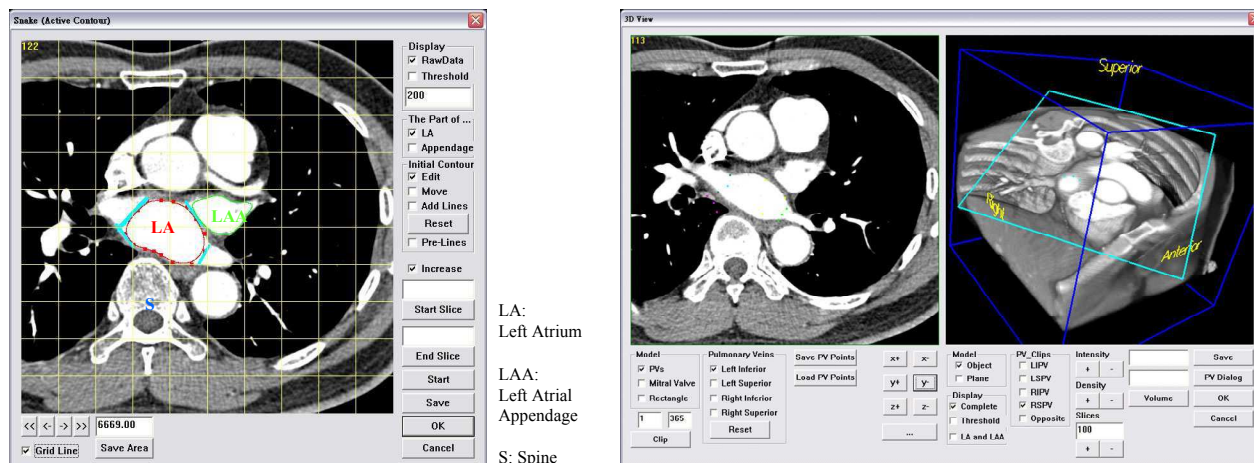 Snake (Active Contour)
122
LA
LAA
S
Display
RawData
Threshold
200
The Part of ...
LA
Appendage
Initial Contour
Edit
Move
Add Lines
Reset
Pre-Lines
Increase
Start Slice
End Slice
Start
Save
OK
Cancel
<< <- -> >> 6669.00
Grid Line Save Area
LA:
Left Atrium
LAA:
Left Atrial
Appendage
S: Spine
3D View
113
Superior
Right
Anterior
Model
PVs
Mitral Valve
Rectangle
1 365
Clip
Pulmonary Veins
Left Inferior
Left Superior
Right Inferior
Right Superior
Reset
Save PV Points
Load PV Points
x+ x-
y+ y-
z+ z-
...
Model
Object
Plane
Display
Complete
Threshold
LA and LAA
PV_Clips
LIPV
LSPV
RIPV
RSPV
Opposite
Intensity
+ -
Density
+ -
Slices
100
+ -
Volume
Save
PV Dialog
OK
Cancel